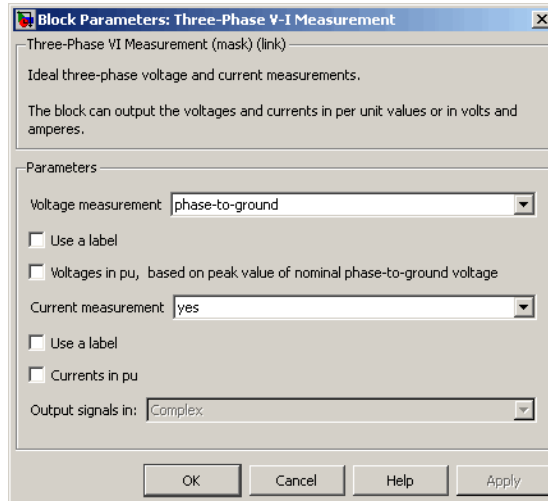 Block Parameters: Three-Phase V-I Measurement
Three-Phase VI Measurement (mask) (link)
Ideal three-phase voltage and current measurements.
The block can output the voltages and currents in per unit values or in volts and
amperes.
Parameters
Voltage measurement phase-to-ground
Use a label
Voltages in pu, based on peak value of nominal phase-to-ground voltage
Current measurement yes
Use a label
Currents in pu
Output signals in: Complex
OK Cancel Help Apply